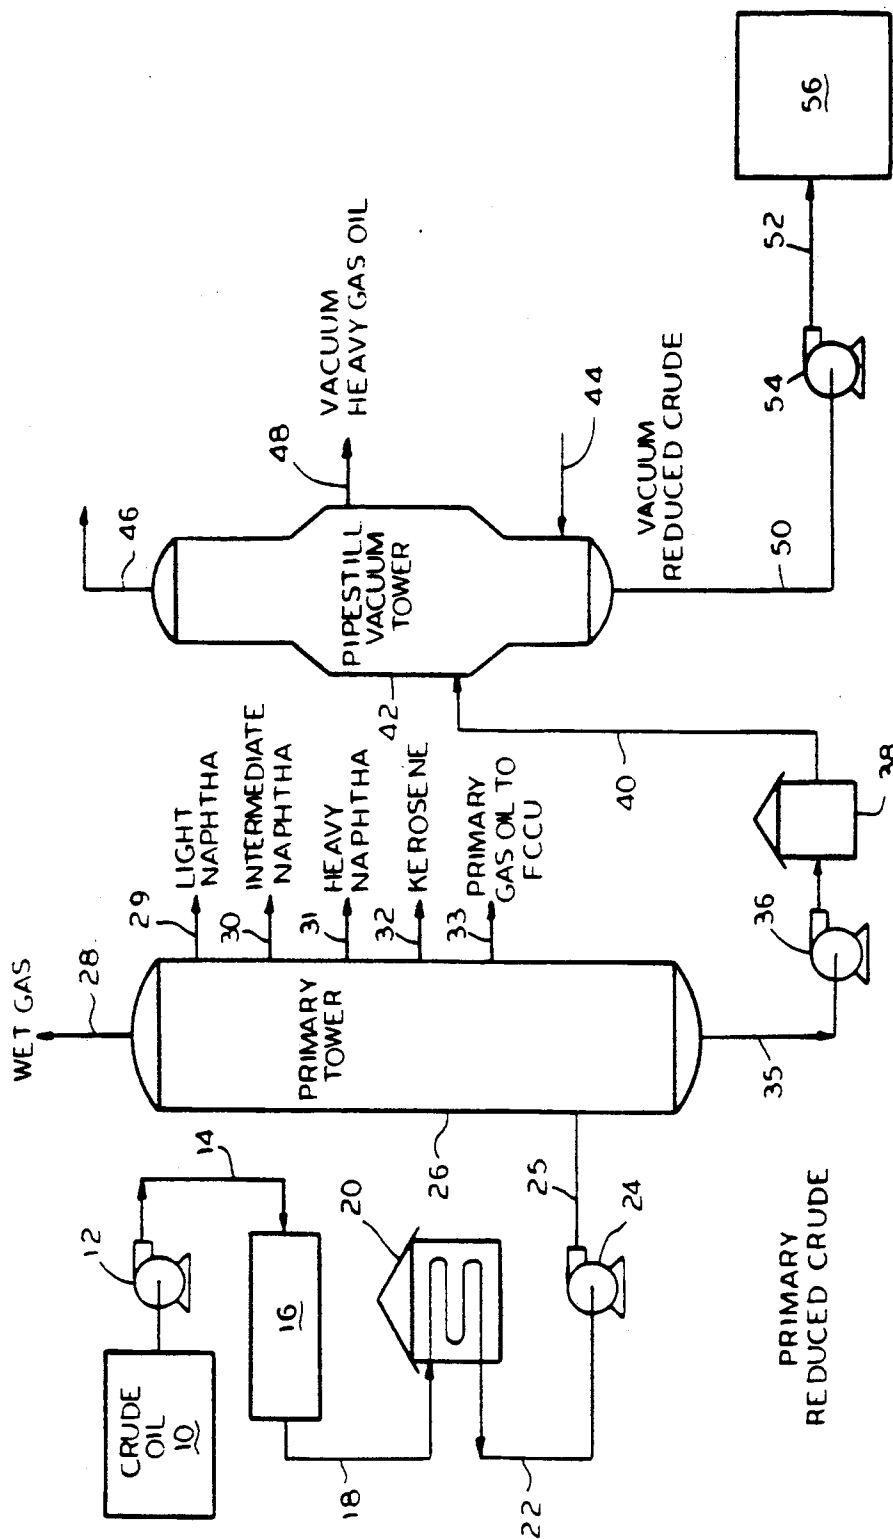 CRUDE
OIL
10
12
14
16
18
20
22
24
25
26
PRIMARY
REDUCED CRUDE
WET GAS
28
PRIMARY
TOWER
29
LIGHT
NAPHTHA
30
INTERMEDIATE
NAPHTHA
31
HEAVY
NAPHTHA
32
KEROSENE
33
PRIMARY
GAS OIL TO
FCCU
35
36
38
40
42
PIPESTILL
VACUUM
TOWER
44
46
48
VACUUM
HEAVY GAS OIL
VACUUM
REDUCED CRUDE
50
54
52
56